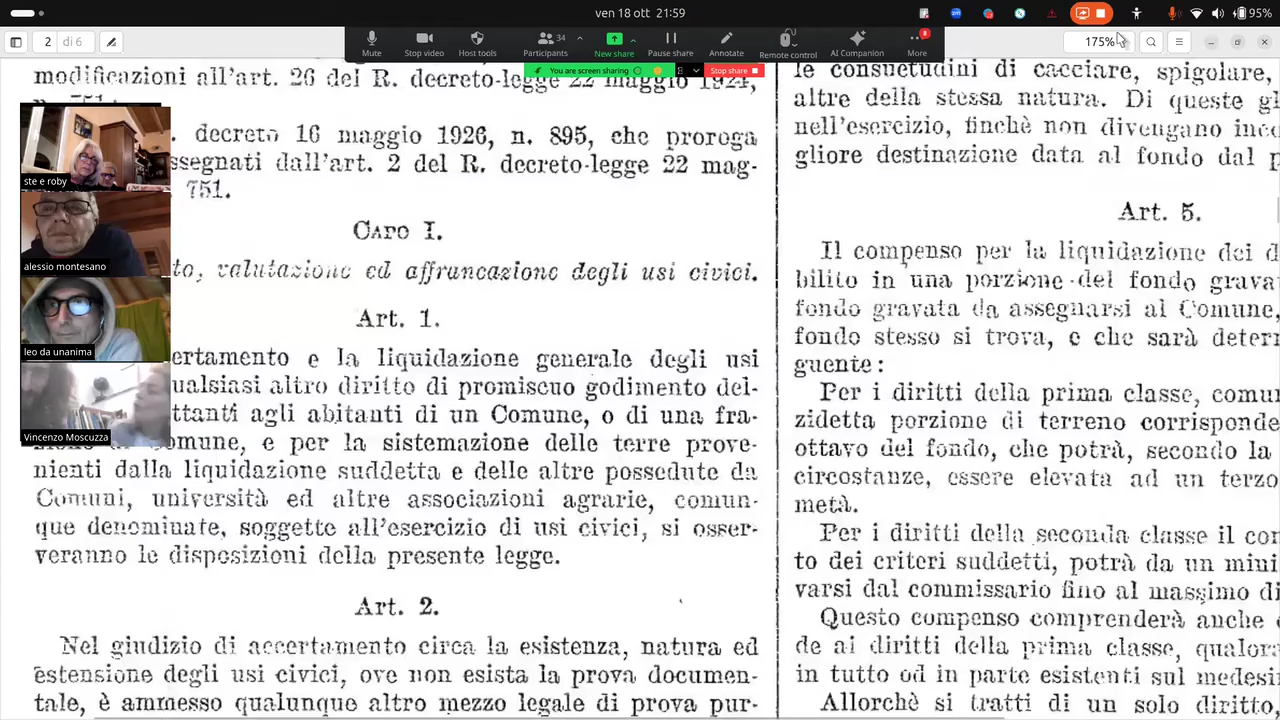 ven 18 ott 21:59
95%
2 di 6
175%
Mute
Stop video
Host tools
Participants 34
New share
Pause share
Annotate
Remote control
AI Companion
More 8
You are screen sharing
Stop share
modificazioni all'art. 26 del R. decreto-legge 22 maggio 1924,
. decreto 16 maggio 1926, n. 895, che proroga
ssegnati dall'art. 2 del R. decreto-legge 22 mag-
751.
ste e roby
alessio montesano
leo da unanima
Vincenzo Moscuzza
CAPO I.
to, valutazione ed affrancazione degli usi civici.
Art. 1.
ertamento e la liquidazione generale degli usi
ualsiasi altro diritto di promiscuo godimento del-
ttanti agli abitanti di un Comune, o di una fra-
omune, e per la sistemazione delle terre prove-
nienti dalla liquidazione suddetta e delle altre possedute da
Comuni, università ed altre associazioni agrarie, comun-
que denominate, soggette all'esercizio di usi civici, si osser-
veranno le disposizioni della presente legge.
Art. 2.
Nel giudizio di accertamento circa la esistenza, natura ed
estensione degli usi civici, ove non esista la prova documen-
tale, è ammesso qualunque altro mezzo legale di prova pur-
le consuetudini di cacciare, spigolare,
altre della stessa natura. Di queste gl
nell'esercizio, finchè non divengano inco
gliore destinazione data al fondo dal p
Art. 5.
Il compenso per la liquidazione dei d
bilito in una porzione del fondo grava
fondo gravata da assegnarsi al Comune,
fondo stesso si trova, e che sarà deter
guente:
Per i diritti della prima classe, comu
zidetta porzione di terreno corrisponde
ottavo del fondo, che potrà, secondo la
circostanze, essere elevata ad un terzo
metà.
Per i diritti della seconda classe il co
to dei criteri suddetti, potrà da un mini
varsi dal commissario fino al massimo di
Questo compenso comprenderà anche
de ai diritti della prima classe, qualora
in tutto od in parte esistenti sul medesi
Allorchè si tratti di un solo diritto,